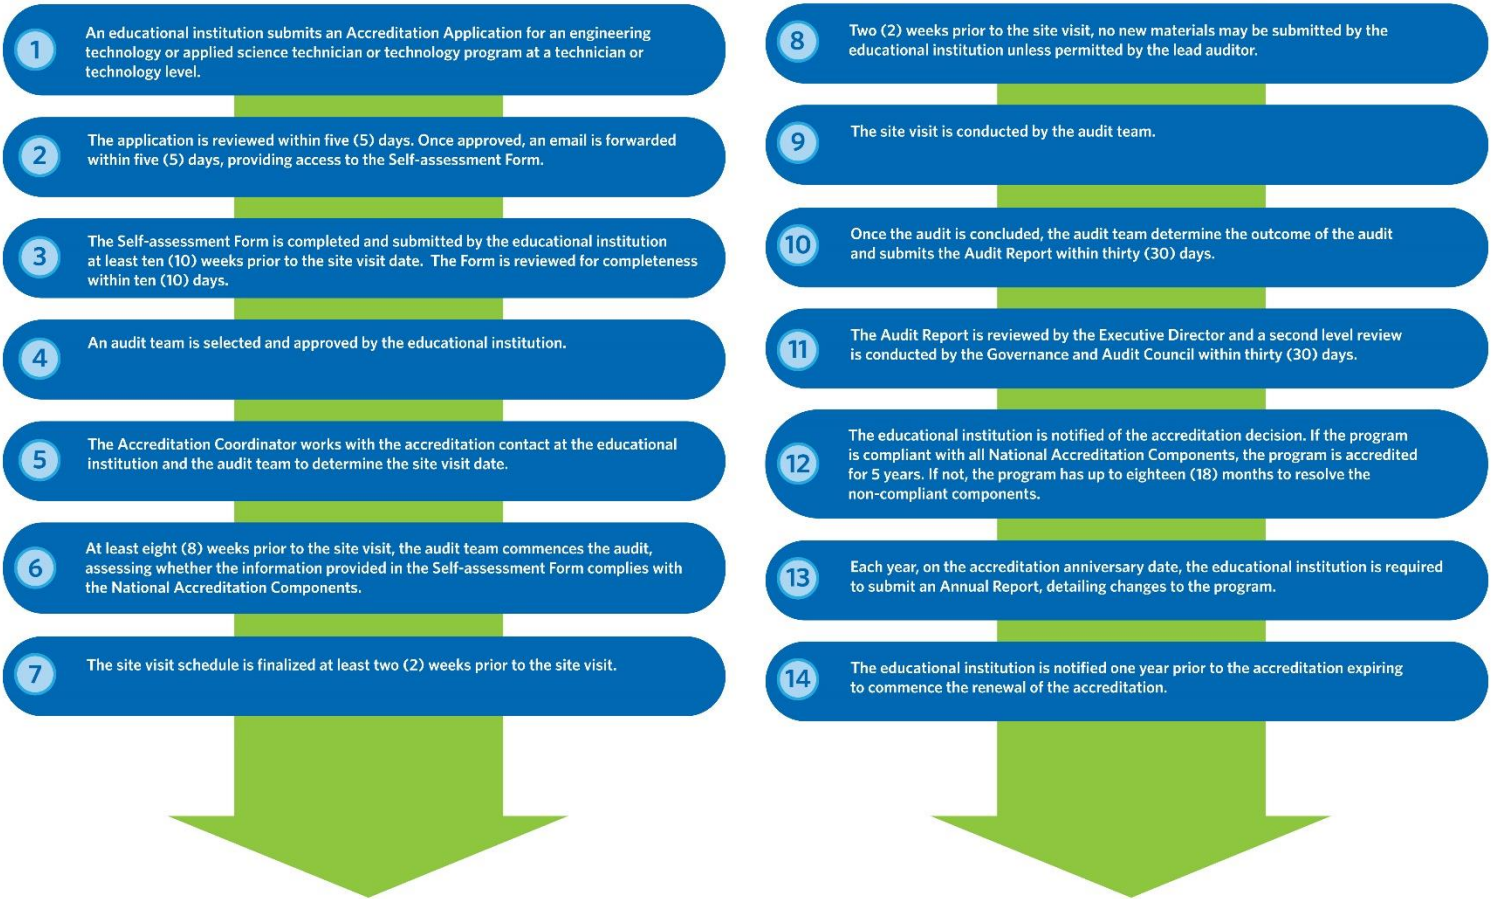 1
An educational institution submits an Accreditation Application for an engineering
technology or applied science technician or technology program at a technician or
technology level.
2
The application is reviewed within five (5) days. Once approved, an email is forwarded
within five (5) days, providing access to the Self-assessment Form.
3
The Self-assessment Form is completed and submitted by the educational institution
at least ten (10) weeks prior to the site visit date. The Form is reviewed for completeness
within ten (10) days.
4
An audit team is selected and approved by the educational institution.
5
The Accreditation Coordinator works with the accreditation contact at the educational
institution and the audit team to determine the site visit date.
6
At least eight (8) weeks prior to the site visit, the audit team commences the audit,
assessing whether the information provided in the Self-assessment Form complies with
the National Accreditation Components.
7
The site visit schedule is finalized at least two (2) weeks prior to the site visit.
8
Two (2) weeks prior to the site visit, no new materials may be submitted by the
educational institution unless permitted by the lead auditor.
9
The site visit is conducted by the audit team.
10
Once the audit is concluded, the audit team determine the outcome of the audit
and submits the Audit Report within thirty (30) days.
11
The Audit Report is reviewed by the Executive Director and a second level review
is conducted by the Governance and Audit Council within thirty (30) days.
12
The educational institution is notified of the accreditation decision. If the program
is compliant with all National Accreditation Components, the program is accredited
for 5 years. If not, the program has up to eighteen (18) months to resolve the
non-compliant components.
13
Each year, on the accreditation anniversary date, the educational institution is required
to submit an Annual Report, detailing changes to the program.
14
The educational institution is notified one year prior to the accreditation expiring
to commence the renewal of the accreditation.